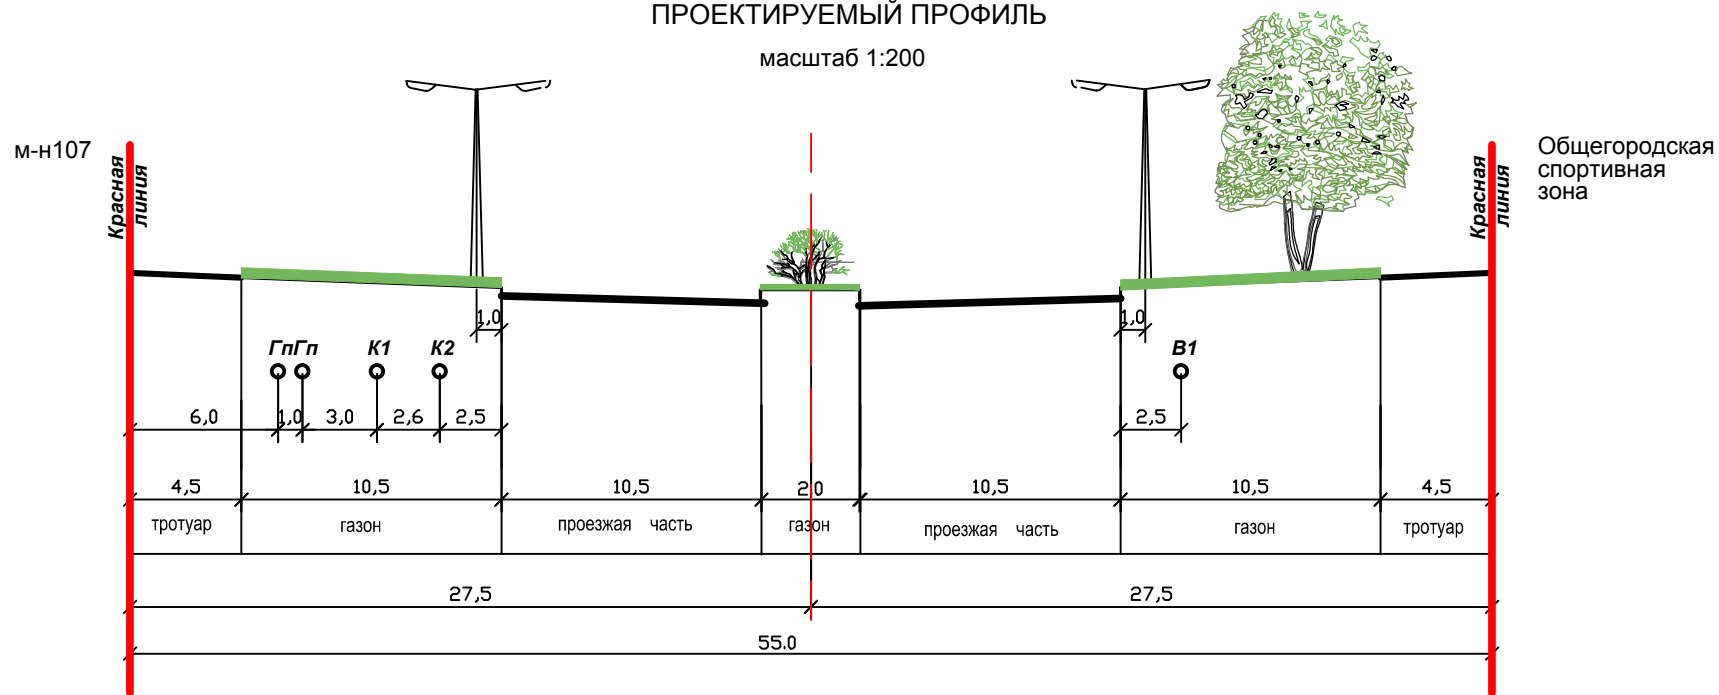 ПРОЕКТИРУЕМЫЙ ПРОФИЛЬ
масштаб 1:200
м-н107
Красная
линия
Общегородская
спортивная
зона
Красная
линия
1,0
1,0
Гп Гп К1 К2
В1
6,0 1,0 3,0 2,6 2,5
2,5
4,5 10,5 10,5 2,0 10,5 10,5 4,5
тротуар газон проезжая часть газон проезжая часть газон тротуар
27,5 27,5
55.0